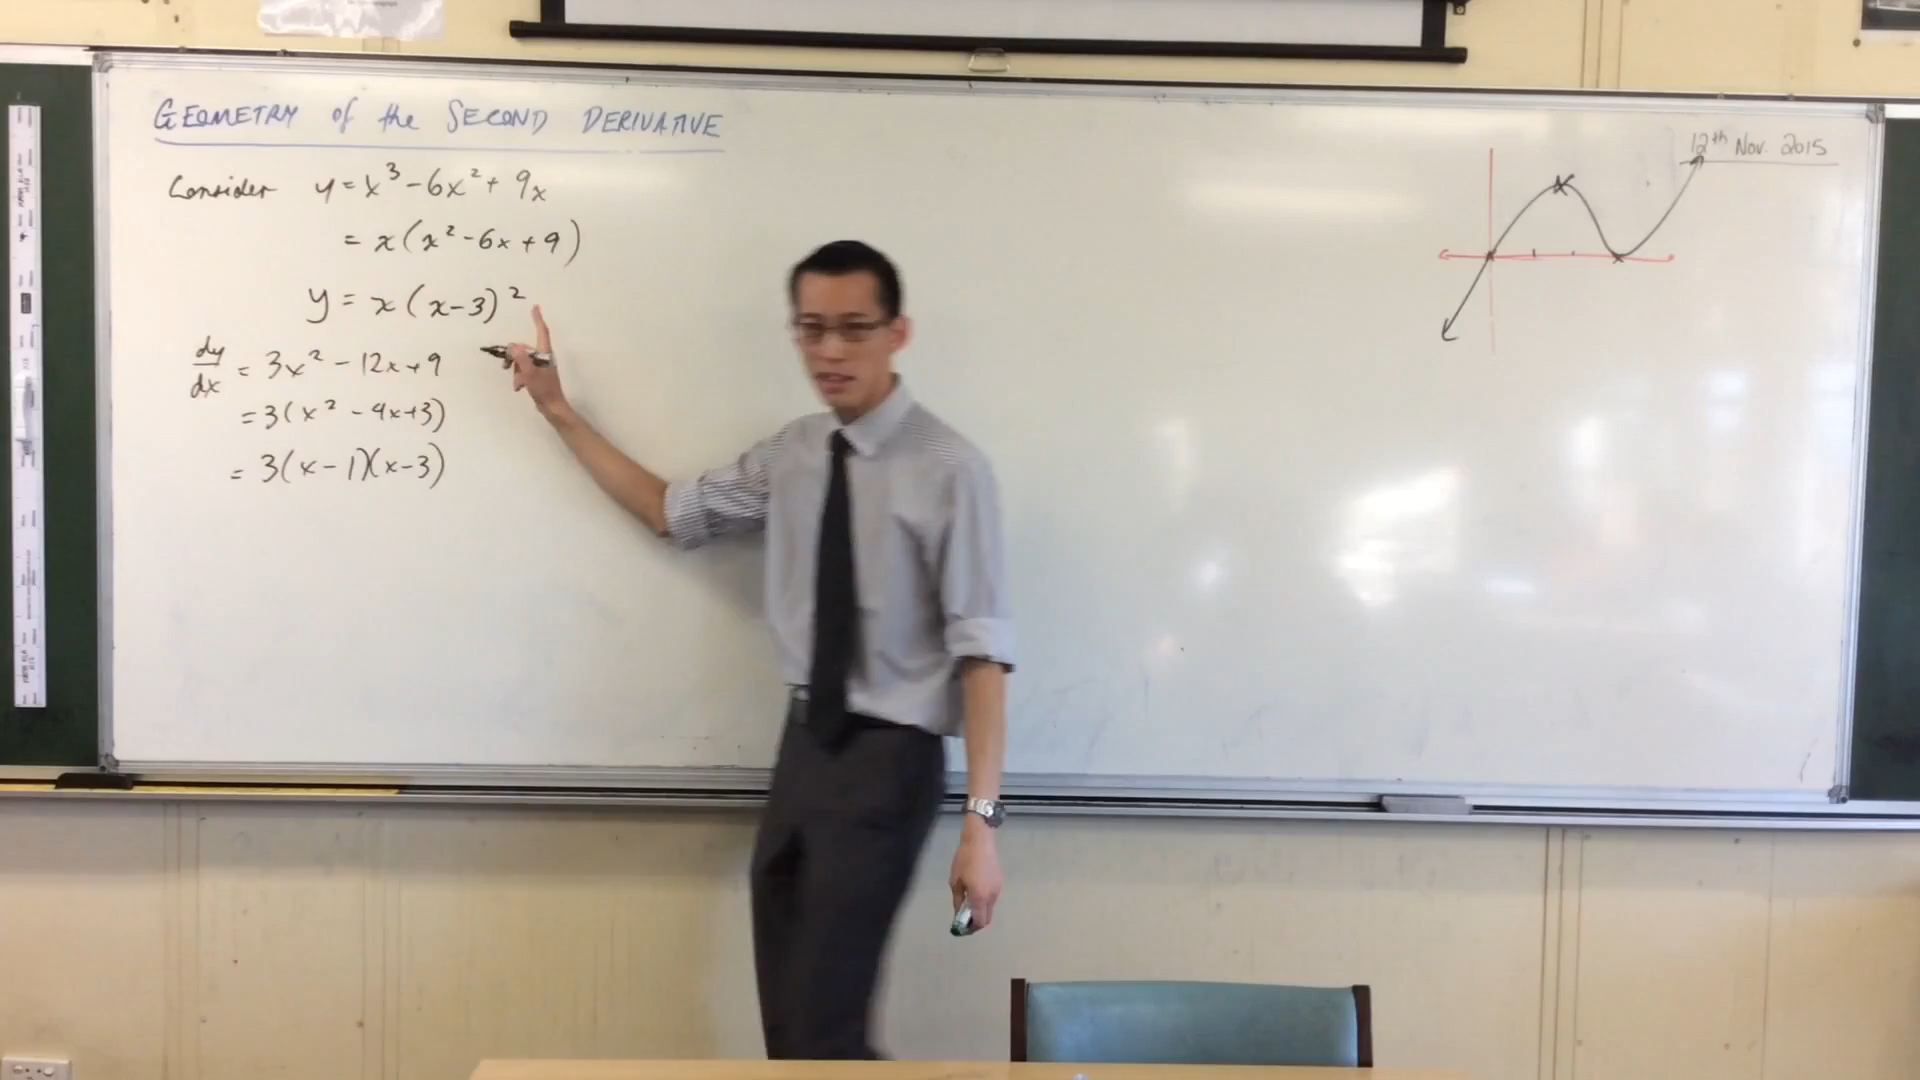 GEOMETRY of the SECOND DERIVATIVE
12th Nov. 2015
Consider y = x³ - 6x² + 9x
= x(x² - 6x + 9)
y = x(x-3)²
dy/dx = 3x² - 12x + 9
= 3(x² - 4x + 3)
= 3(x - 1)(x - 3)